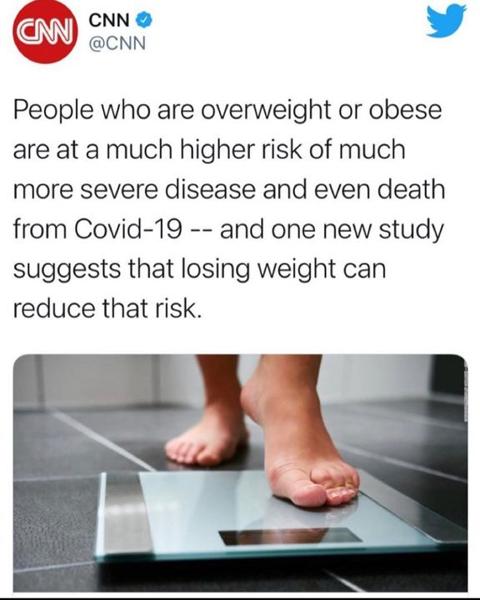 CNN
CNN
@CNN
People who are overweight or obese
are at a much higher risk of much
more severe disease and even death
from Covid-19 -- and one new study
suggests that losing weight can
reduce that risk.